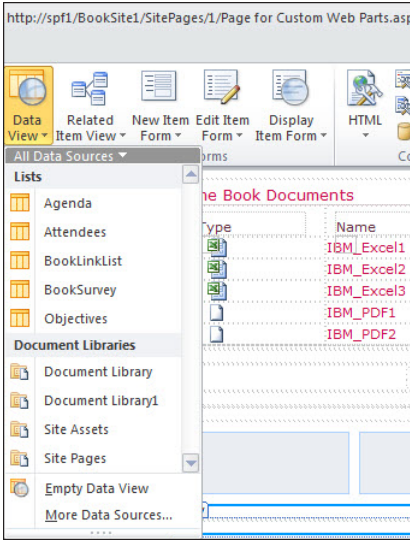 http://spf1/BookSite1/SitePages/1/Page for Custom Web Parts.asp
Data View
Related Item View
New Item Form
Edit Item Form
Display Item Form
HTML
All Data Sources
orms
Co
Lists
Agenda
Attendees
BookLinkList
BookSurvey
Objectives
Document Libraries
Document Library
Document Library1
Site Assets
Site Pages
Empty Data View
More Data Sources...
ne Book Documents
Type Name
IBM_Excel1
IBM_Excel2
IBM_Excel3
IBM_PDF1
IBM_PDF2